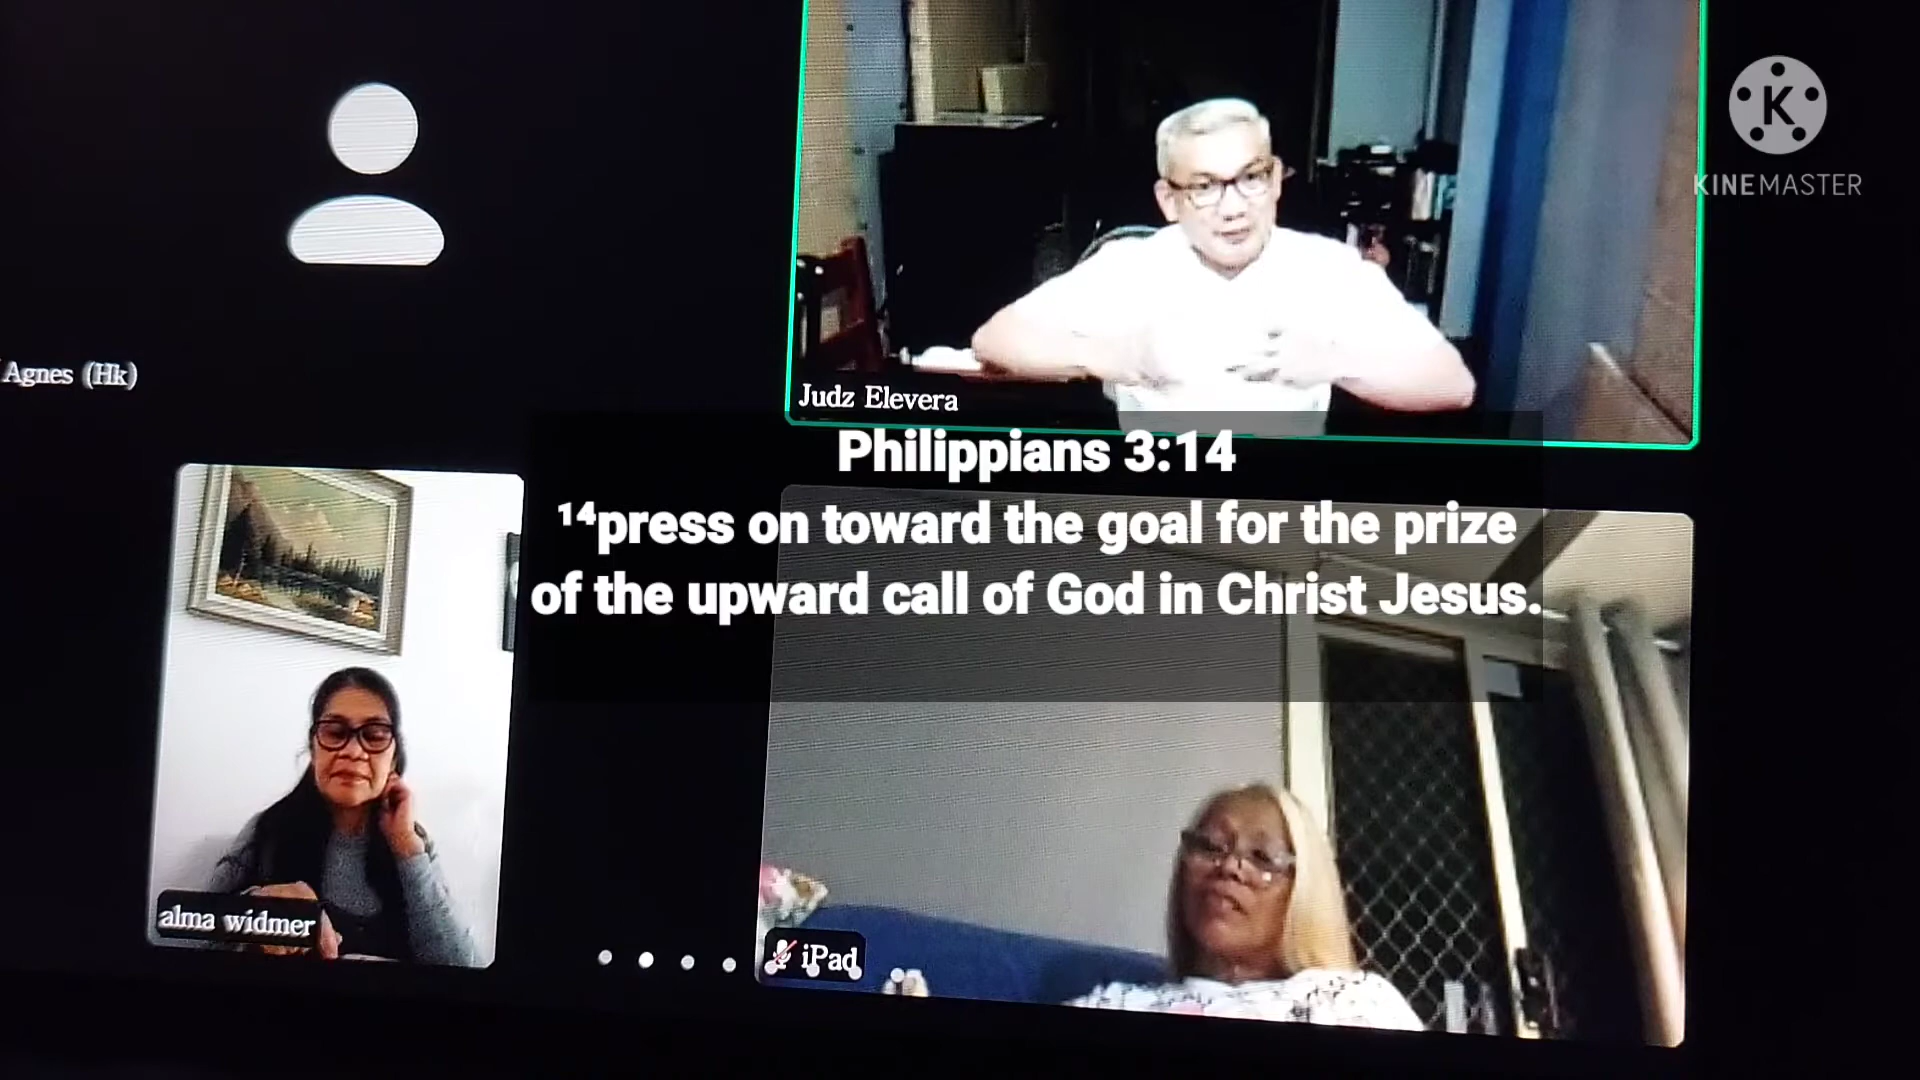 K
KINEMASTER
Agnes (Hk)
Judz Elevera
Philippians 3:14
¹⁴press on toward the goal for the prize
of the upward call of God in Christ Jesus.
alma widmer
iPad